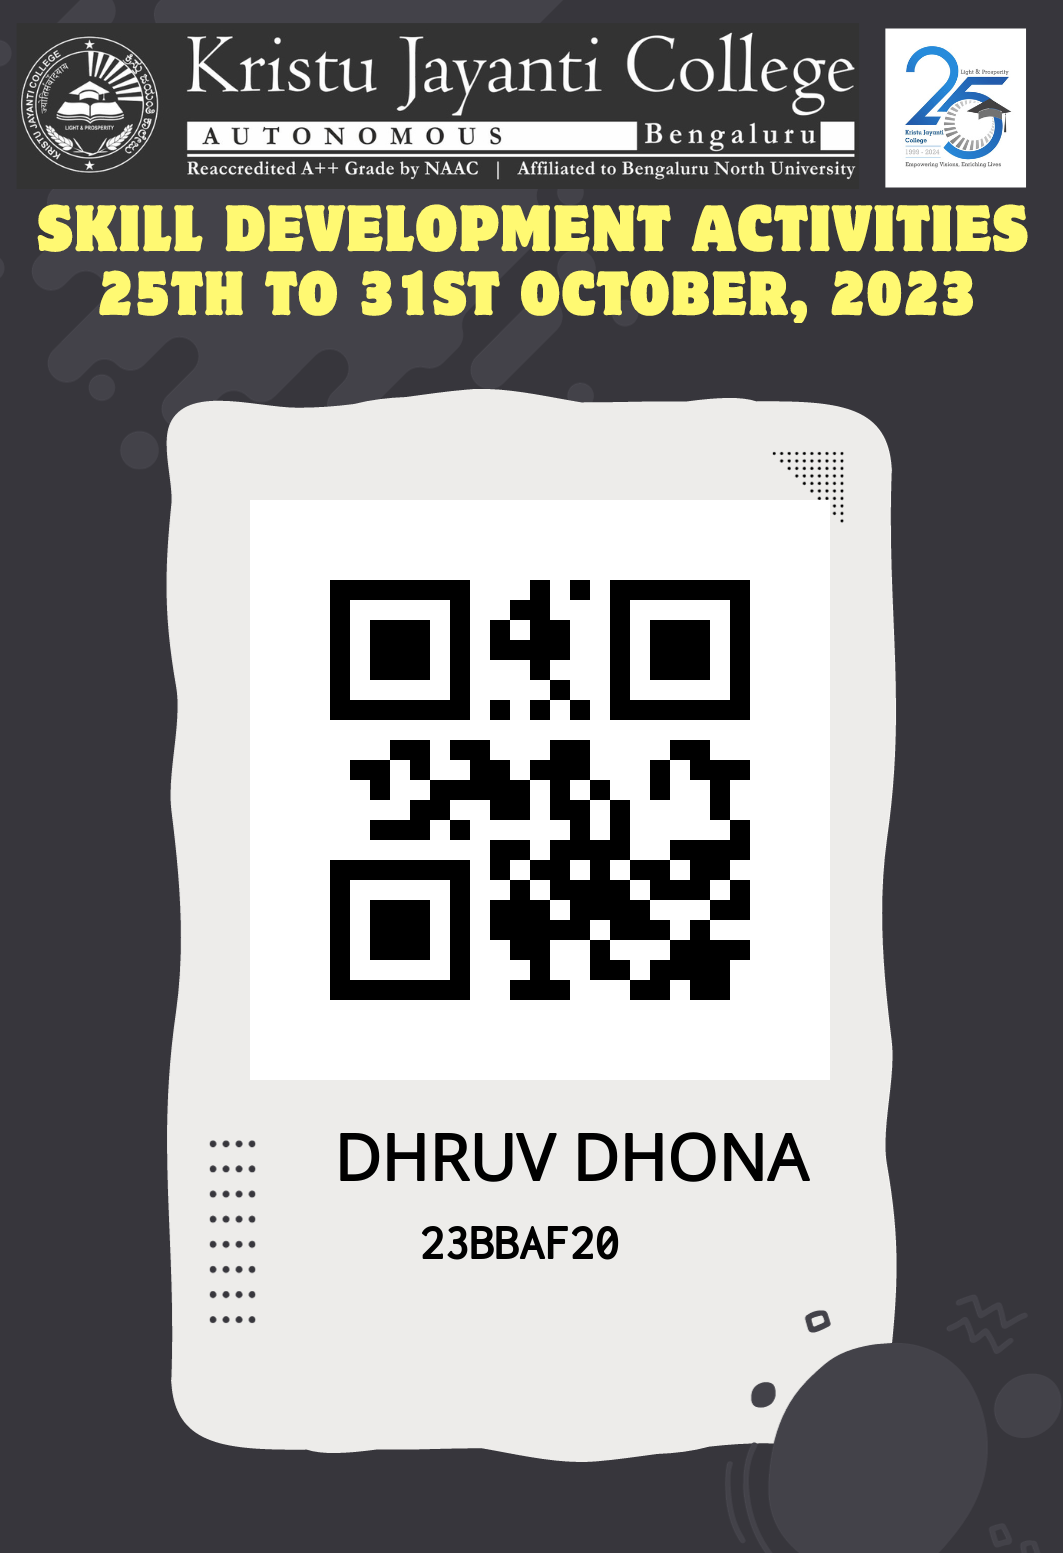 Kristu Jayanti College
AUTONOMOUS Bengaluru
Reaccredited A++ Grade by NAAC | Affiliated to Bengaluru North University
KRISTU JAYANTI COLLEGE
LIGHT & PROSPERITY
25
Light & Prosperity
Kristu Jayanti
College
1999 - 2024
Empowering Visions, Enriching Lives
SKILL DEVELOPMENT ACTIVITIES
25TH TO 31ST OCTOBER, 2023
DHRUV DHONA
23BBAF20